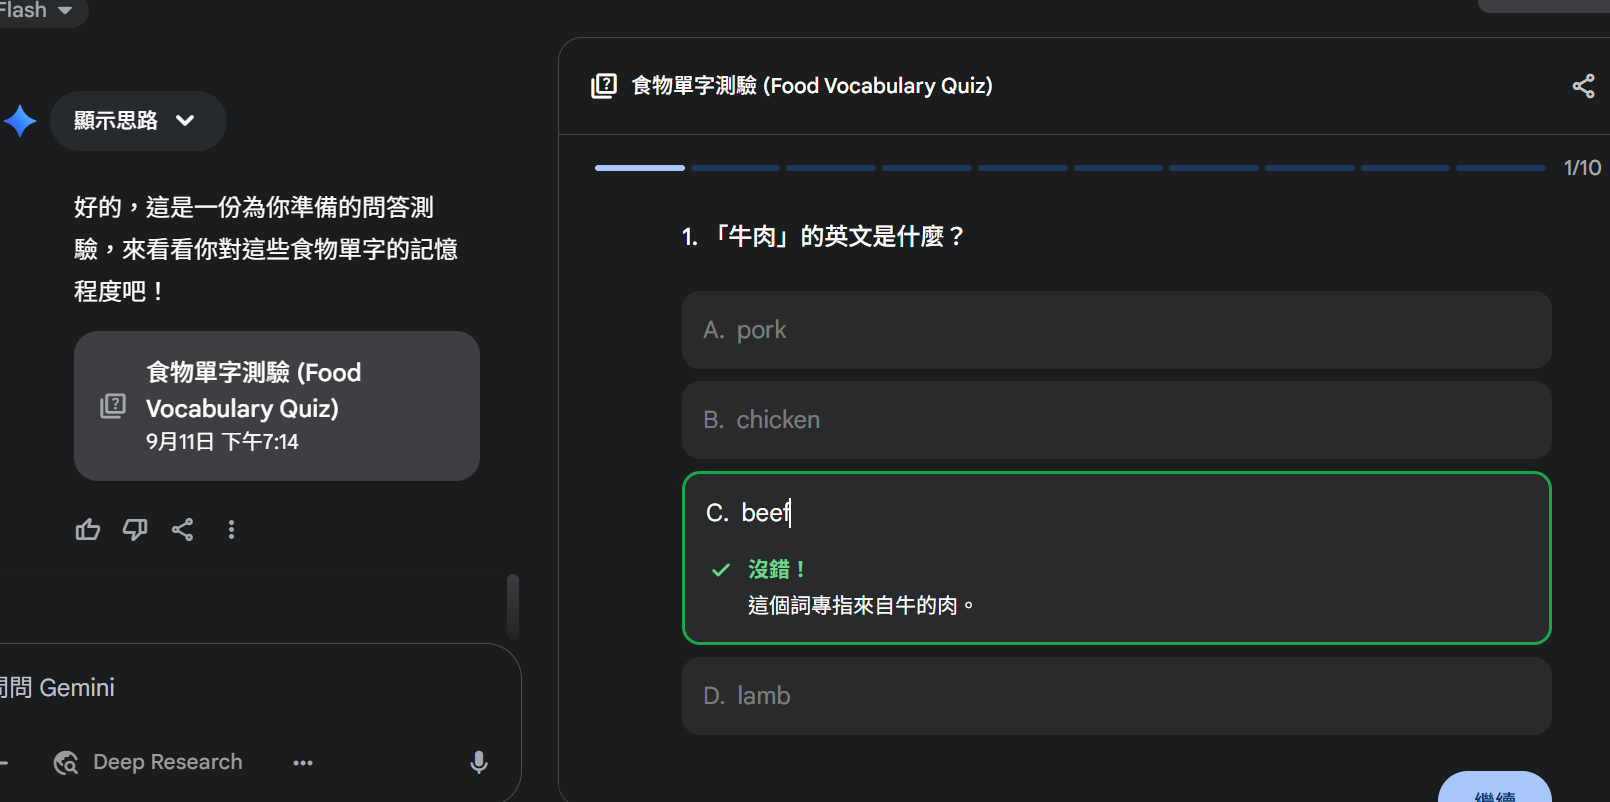 Flash
顯示思路
好的，這是一份為你準備的問答測
驗，來看看你對這些食物單字的記憶
程度吧！
食物單字測驗 (Food
Vocabulary Quiz)
9月11日 下午7:14
問問 Gemini
Deep Research
食物單字測驗 (Food Vocabulary Quiz)
1/10
1. 「牛肉」的英文是什麼？
A. pork
B. chicken
C. beef
沒錯！
這個詞專指來自牛的肉。
D. lamb
繼續